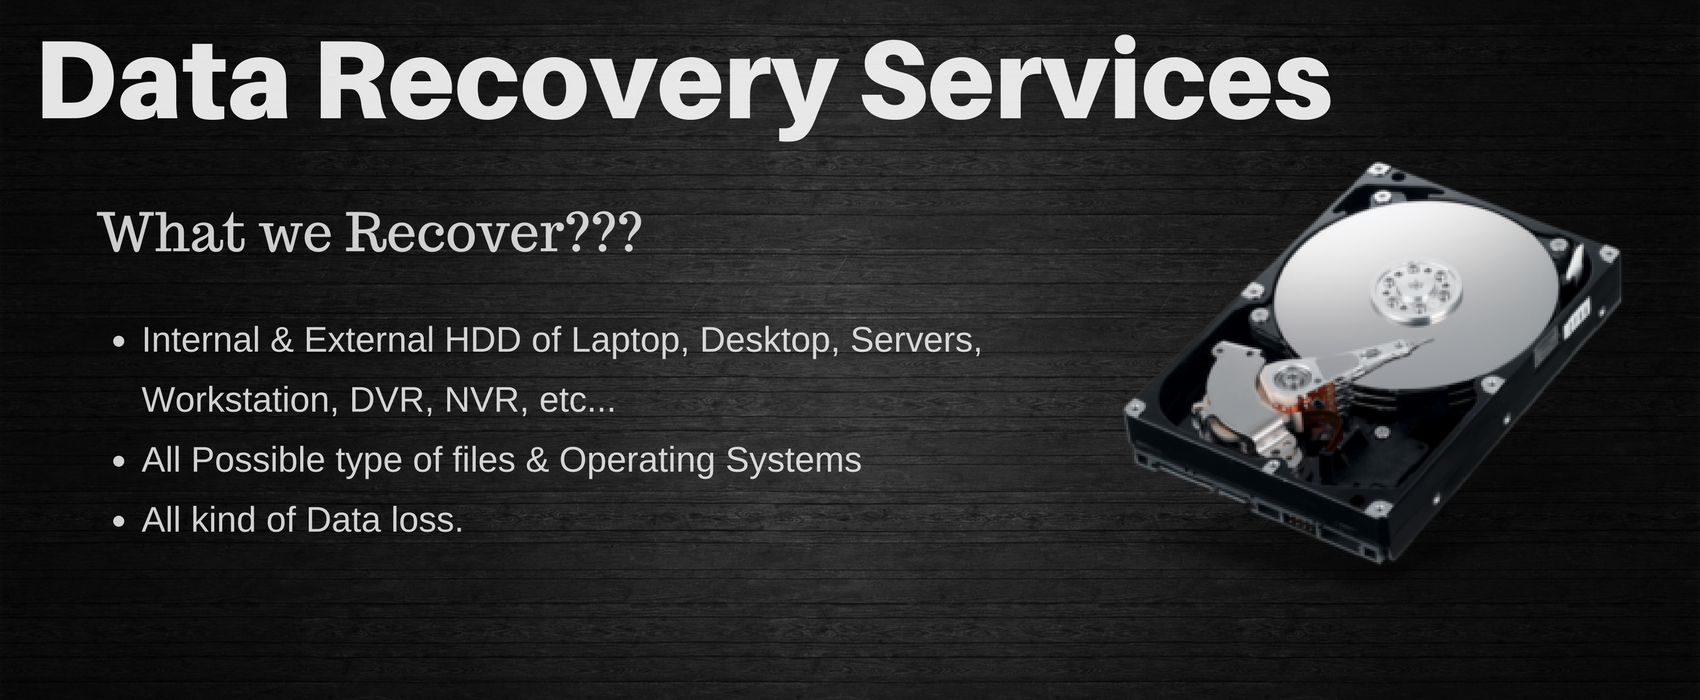 Data Recovery Services
What we Recover???
• Internal & External HDD of Laptop, Desktop, Servers,
Workstation, DVR, NVR, etc...
• All Possible type of files & Operating Systems
• All kind of Data loss.